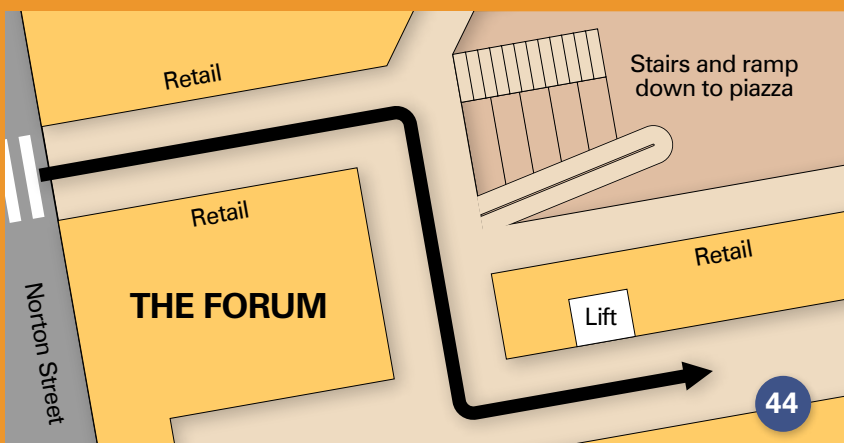 Retail
Stairs and ramp
down to piazza
Retail
Retail
THE FORUM
Lift
Norton Street
44